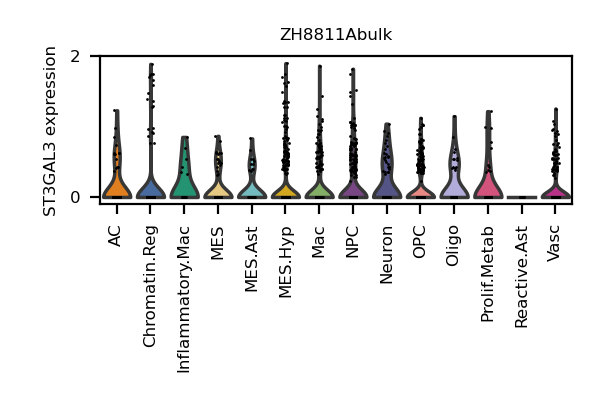 ZH8811Abulk
ST3GAL3 expression
2
0
AC
Chromatin.Reg
Inflammatory.Mac
MES
MES.Ast
MES.Hyp
Mac
NPC
Neuron
OPC
Oligo
Prolif.Metab
Reactive.Ast
Vasc